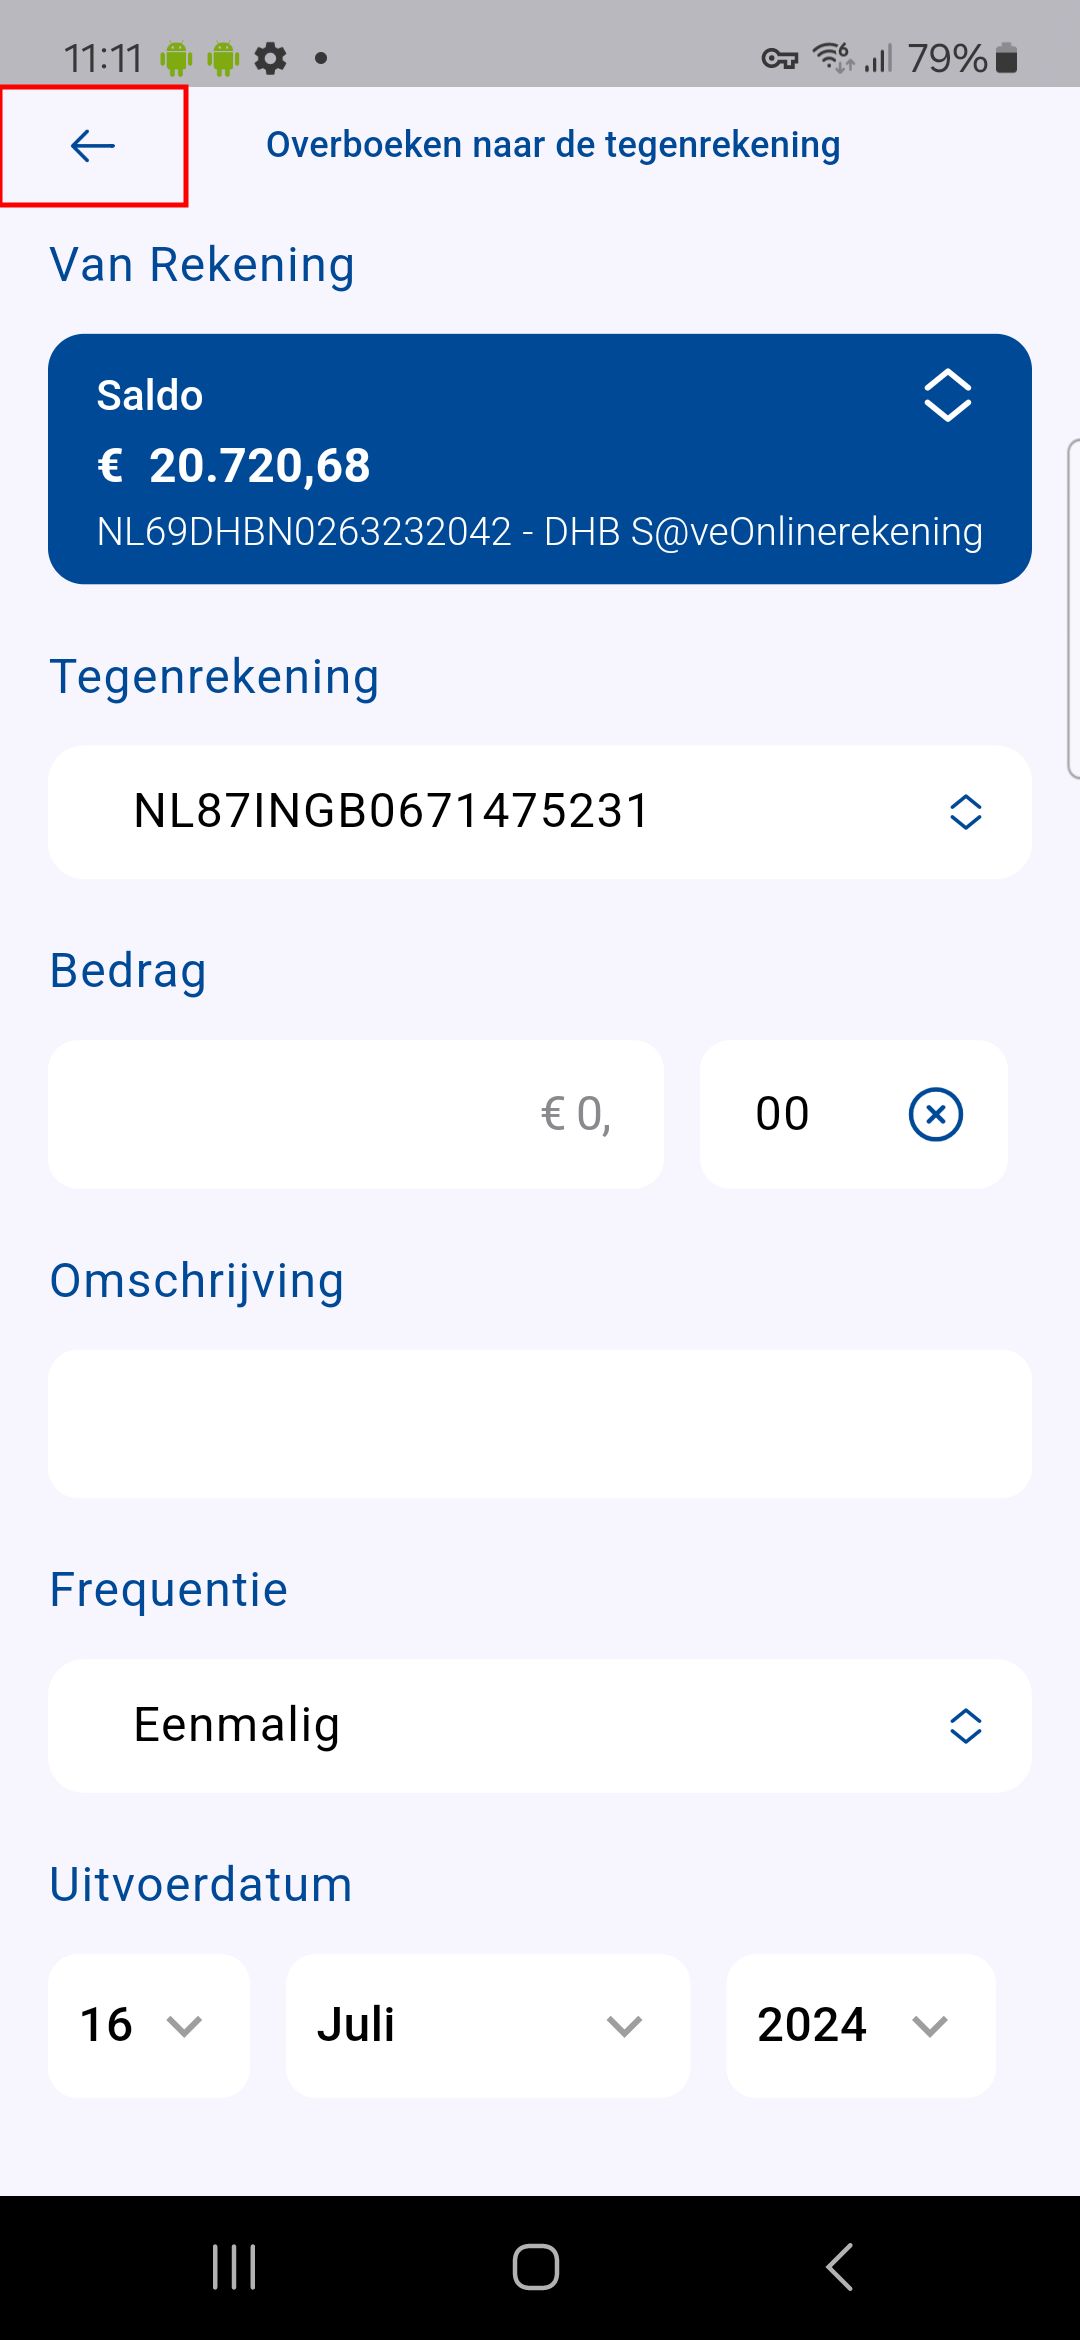 11:11
79%
Overboeken naar de tegenrekening
Van Rekening
Saldo
€ 20.720,68
NL69DHBN0263232042 - DHB S@veOnlinerekening
Tegenrekening
NL87INGB0671475231
Bedrag
€ 0,
00
Omschrijving
Frequentie
Eenmalig
Uitvoerdatum
16 Juli 2024